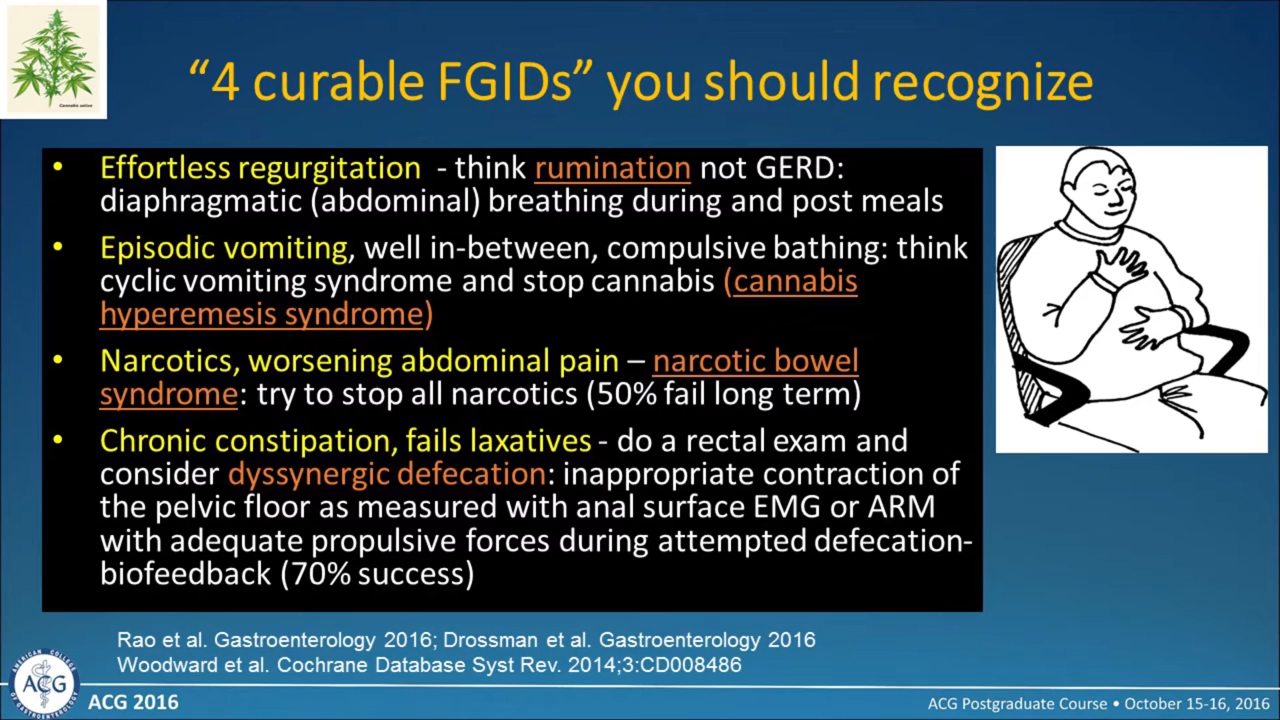 Cannabis sativa
“4 curable FGIDs” you should recognize
• Effortless regurgitation - think rumination not GERD:
diaphragmatic (abdominal) breathing during and post meals
• Episodic vomiting, well in-between, compulsive bathing: think
cyclic vomiting syndrome and stop cannabis (cannabis
hyperemesis syndrome)
• Narcotics, worsening abdominal pain – narcotic bowel
syndrome: try to stop all narcotics (50% fail long term)
• Chronic constipation, fails laxatives - do a rectal exam and
consider dyssynergic defecation: inappropriate contraction of
the pelvic floor as measured with anal surface EMG or ARM
with adequate propulsive forces during attempted defecation-
biofeedback (70% success)
Rao et al. Gastroenterology 2016; Drossman et al. Gastroenterology 2016
Woodward et al. Cochrane Database Syst Rev. 2014;3:CD008486
AMERICAN COLLEGE OF GASTROENTEROLOGY
ACG
ACG 2016
ACG Postgraduate Course • October 15-16, 2016